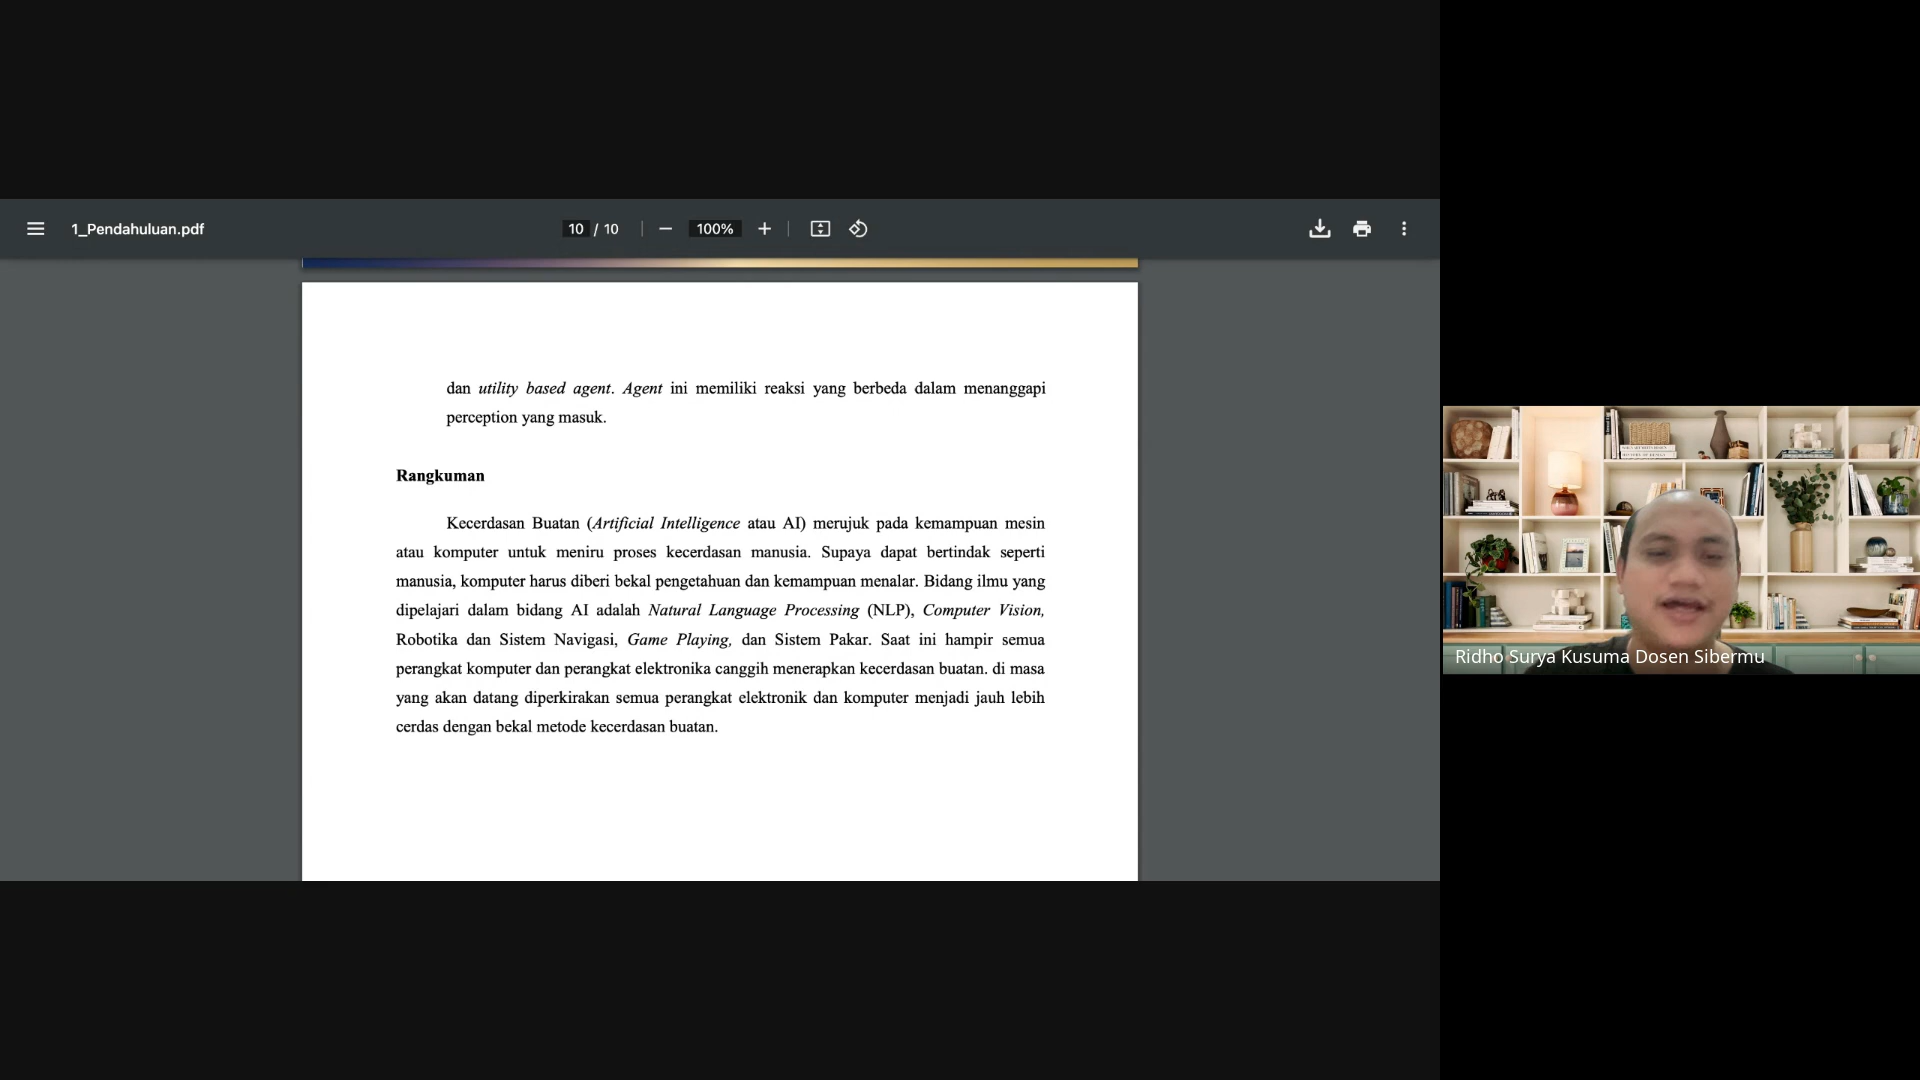 1_Pendahuluan.pdf
10 / 10
100%
dan utility based agent. Agent ini memiliki reaksi yang berbeda dalam menanggapi
perception yang masuk.
Rangkuman
Kecerdasan Buatan (Artificial Intelligence atau AI) merujuk pada kemampuan mesin
atau komputer untuk meniru proses kecerdasan manusia. Supaya dapat bertindak seperti
manusia, komputer harus diberi bekal pengetahuan dan kemampuan menalar. Bidang ilmu yang
dipelajari dalam bidang AI adalah Natural Language Processing (NLP), Computer Vision,
Robotika dan Sistem Navigasi, Game Playing, dan Sistem Pakar. Saat ini hampir semua
perangkat komputer dan perangkat elektronika canggih menerapkan kecerdasan buatan. di masa
yang akan datang diperkirakan semua perangkat elektronik dan komputer menjadi jauh lebih
cerdas dengan bekal metode kecerdasan buatan.
Ridho Surya Kusuma Dosen Sibermu